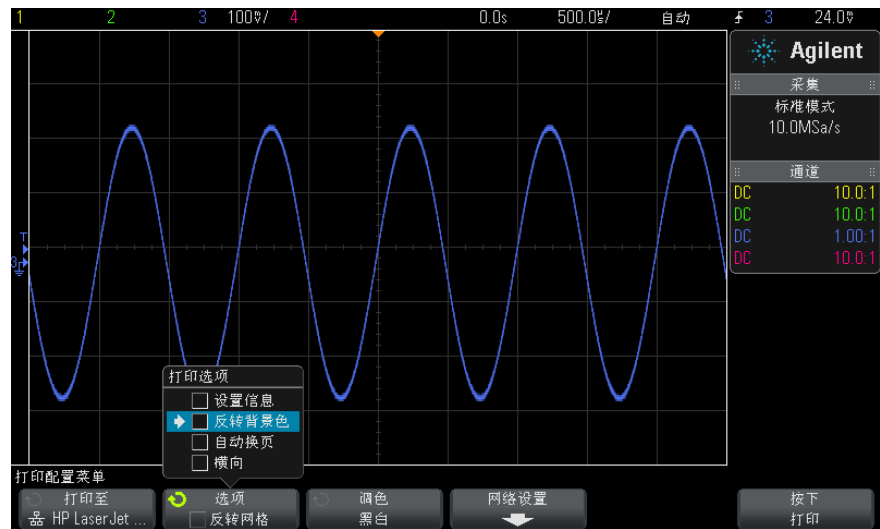 1 2 3 100V/ 4 0.0s 500.0s/ 自动 3 24.0V
Agilent
采集
标准模式
10.0MSa/s
通道
DC 10.0:1
DC 10.0:1
DC 1.00:1
DC 10.0:1
T
3
打印选项
设置信息
反转背景色
自动换页
横向
打印配置菜单
打印至 选项 调色 网络设置 按下
HP LaserJet ... 反转网格 黑白 打印